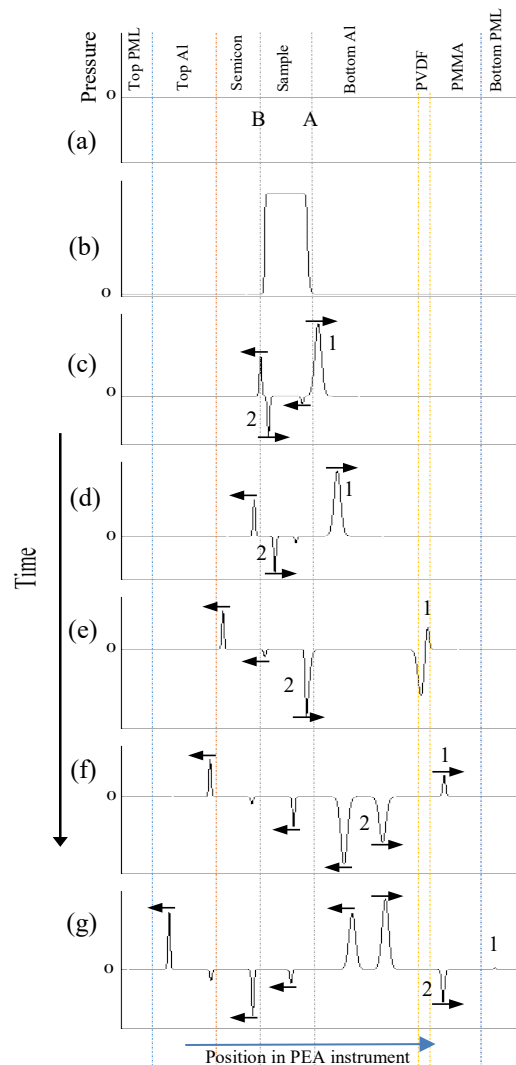 Pressure
Top PML
Top Al
Semicon
Sample
Bottom Al
PVDF
PMMA
Bottom PML
o
B
A
(a)
(b)
o
(c)
1
o
2
(d)
1
o
2
Time
(e)
1
o
2
(f)
1
o
2
(g)
1
o
2
Position in PEA instrument